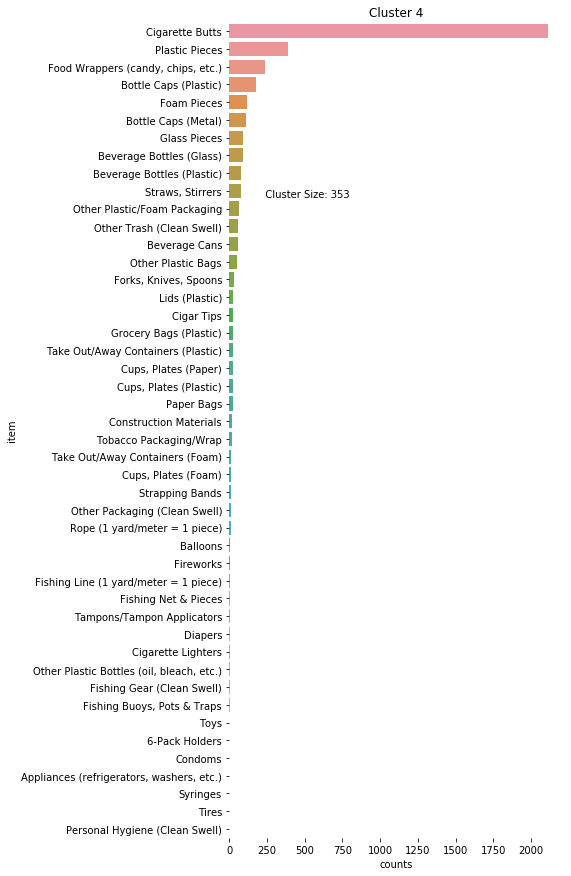 Cluster 4
Cigarette Butts
Plastic Pieces
Food Wrappers (candy, chips, etc.)
Bottle Caps (Plastic)
Foam Pieces
Bottle Caps (Metal)
Glass Pieces
Beverage Bottles (Glass)
Beverage Bottles (Plastic)
Straws, Stirrers
Cluster Size: 353
Other Plastic/Foam Packaging
Other Trash (Clean Swell)
Beverage Cans
Other Plastic Bags
Forks, Knives, Spoons
Lids (Plastic)
Cigar Tips
Grocery Bags (Plastic)
Take Out/Away Containers (Plastic)
Cups, Plates (Paper)
Cups, Plates (Plastic)
Paper Bags
Construction Materials
item
Tobacco Packaging/Wrap
Take Out/Away Containers (Foam)
Cups, Plates (Foam)
Strapping Bands
Other Packaging (Clean Swell)
Rope (1 yard/meter = 1 piece)
Balloons
Fireworks
Fishing Line (1 yard/meter = 1 piece)
Fishing Net & Pieces
Tampons/Tampon Applicators
Diapers
Cigarette Lighters
Other Plastic Bottles (oil, bleach, etc.)
Fishing Gear (Clean Swell)
Fishing Buoys, Pots & Traps
Toys
6-Pack Holders
Condoms
Appliances (refrigerators, washers, etc.)
Syringes
Tires
Personal Hygiene (Clean Swell)
0 250 500 750 1000 1250 1500 1750 2000
counts